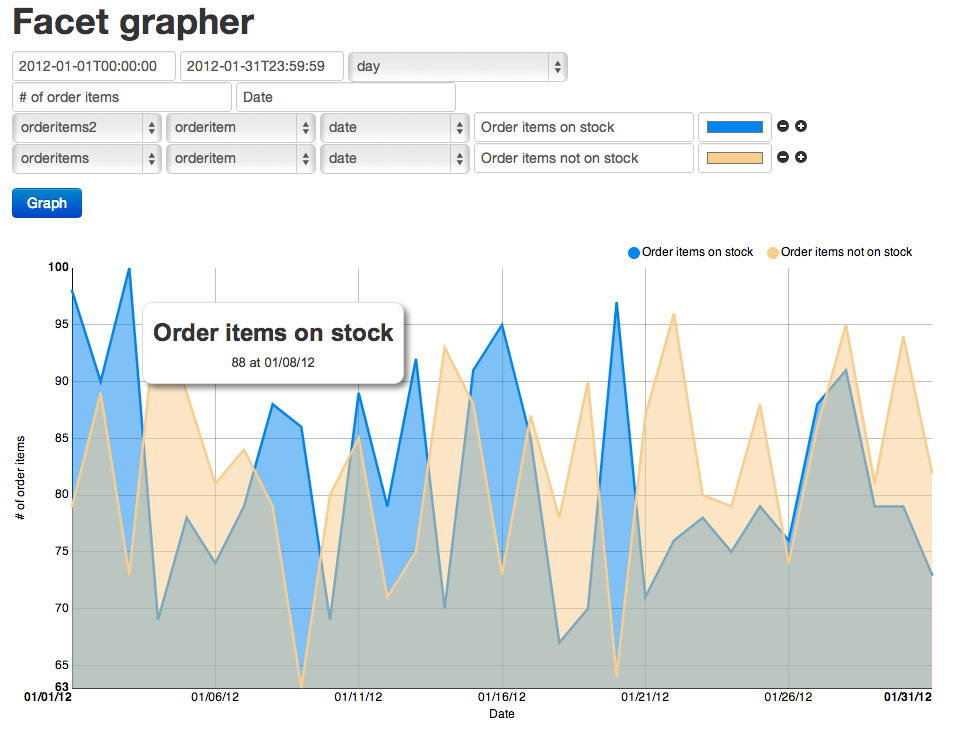 Facet grapher
2012-01-01T00:00:00 2012-01-31T23:59:59 day
# of order items Date
orderitems2 orderitem date Order items on stock
orderitems orderitem date Order items not on stock
Graph
Order items on stock Order items not on stock
100
95
Order items on stock
88 at 01/08/12
90
85
# of order items
80
75
70
65
63
01/01/12 01/06/12 01/11/12 01/16/12 01/21/12 01/26/12 01/31/12
Date